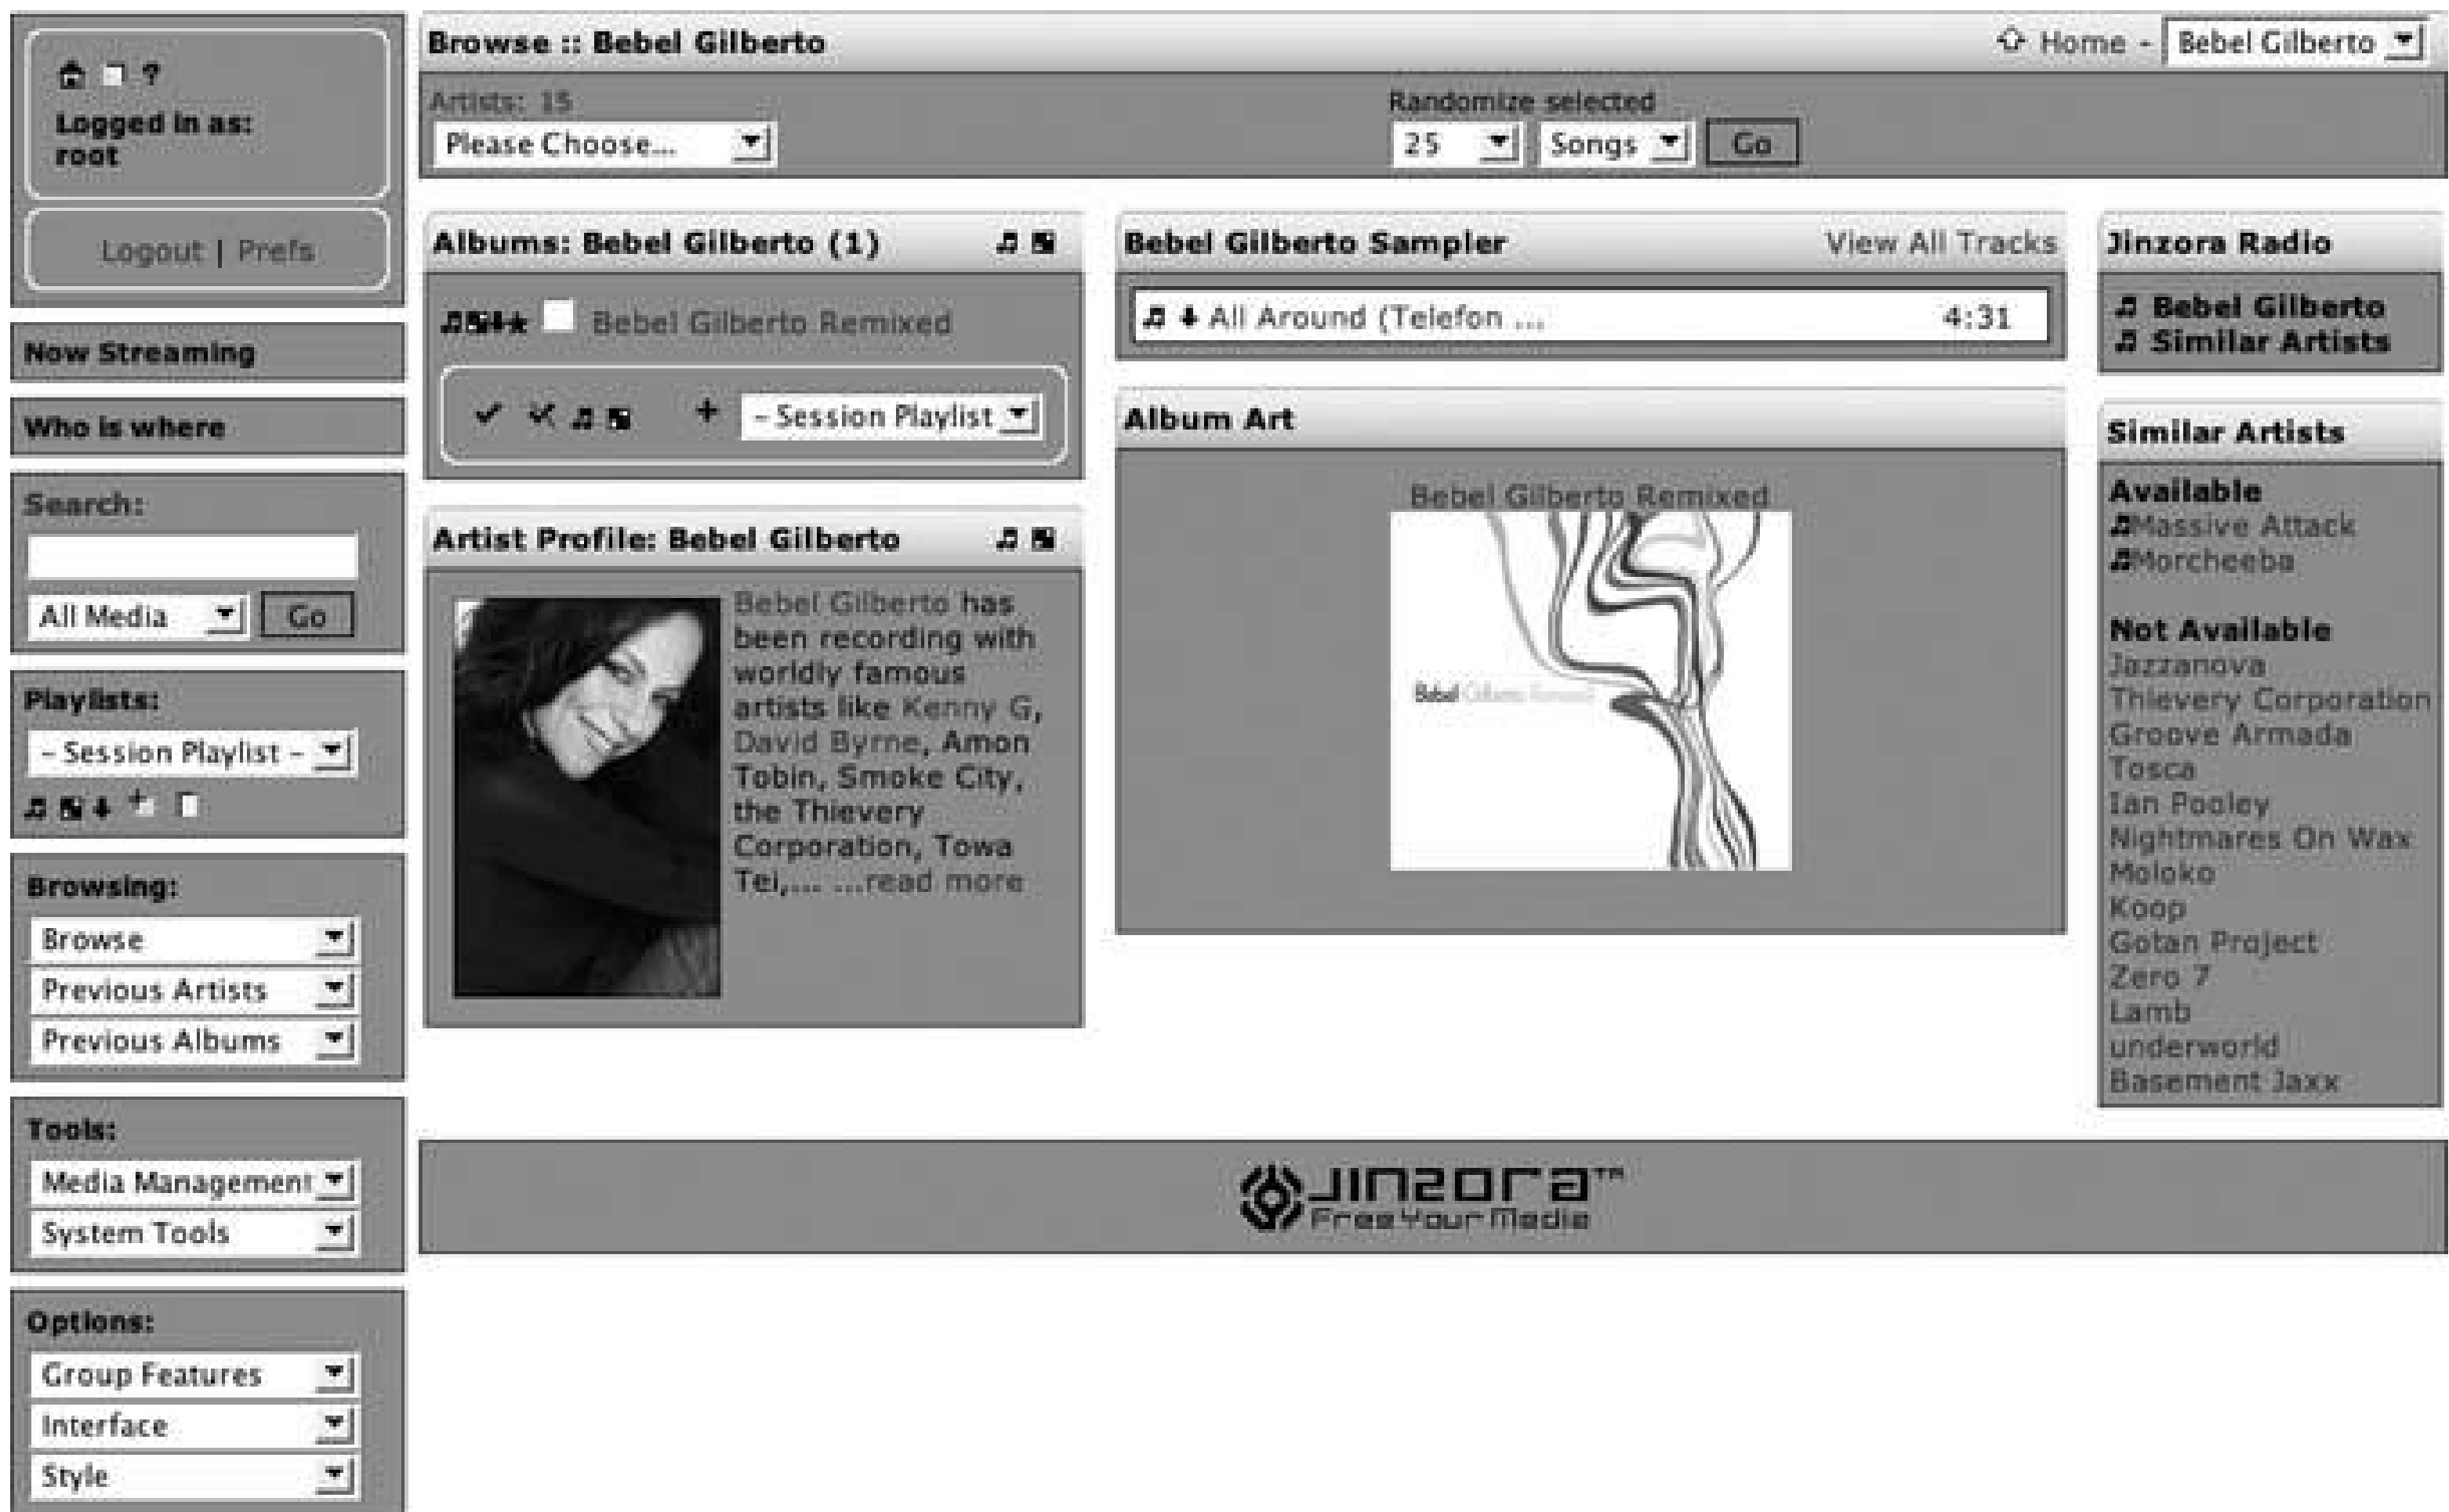 ?
Logged in as:
root
Logout | Prefs
Now Streaming
Who is where
Search:
All Media
Go
Playlists:
- Session Playlist -
Browsing:
Browse
Previous Artists
Previous Albums
Tools:
Media Management
System Tools
Options:
Group Features
Interface
Style
Browse :: Bebel Gilberto
Home - Bebel Gilberto
Artists: 15
Please Choose...
Randomize selected
25 Songs Go
Albums: Bebel Gilberto (1)
Bebel Gilberto Remixed
+ - Session Playlist
Artist Profile: Bebel Gilberto
Bebel Gilberto has
been recording with
worldly famous
artists like Kenny G,
David Byrne, Amon
Tobin, Smoke City,
the Thievery
Corporation, Towa
Tei,... ...read more
Bebel Gilberto Sampler View All Tracks
All Around (Telefon ... 4:31
Album Art
Bebel Gilberto Remixed
Bebel Gilberto Remixed
Jinzora Radio
Bebel Gilberto
Similar Artists
Similar Artists
Available
Massive Attack
Morcheeba
Not Available
Jazzanova
Thievery Corporation
Groove Armada
Tosca
Ian Pooley
Nightmares On Wax
Moloko
Koop
Gotan Project
Zero 7
Lamb
underworld
Basement Jaxx
Jinzora™
Free Your Media